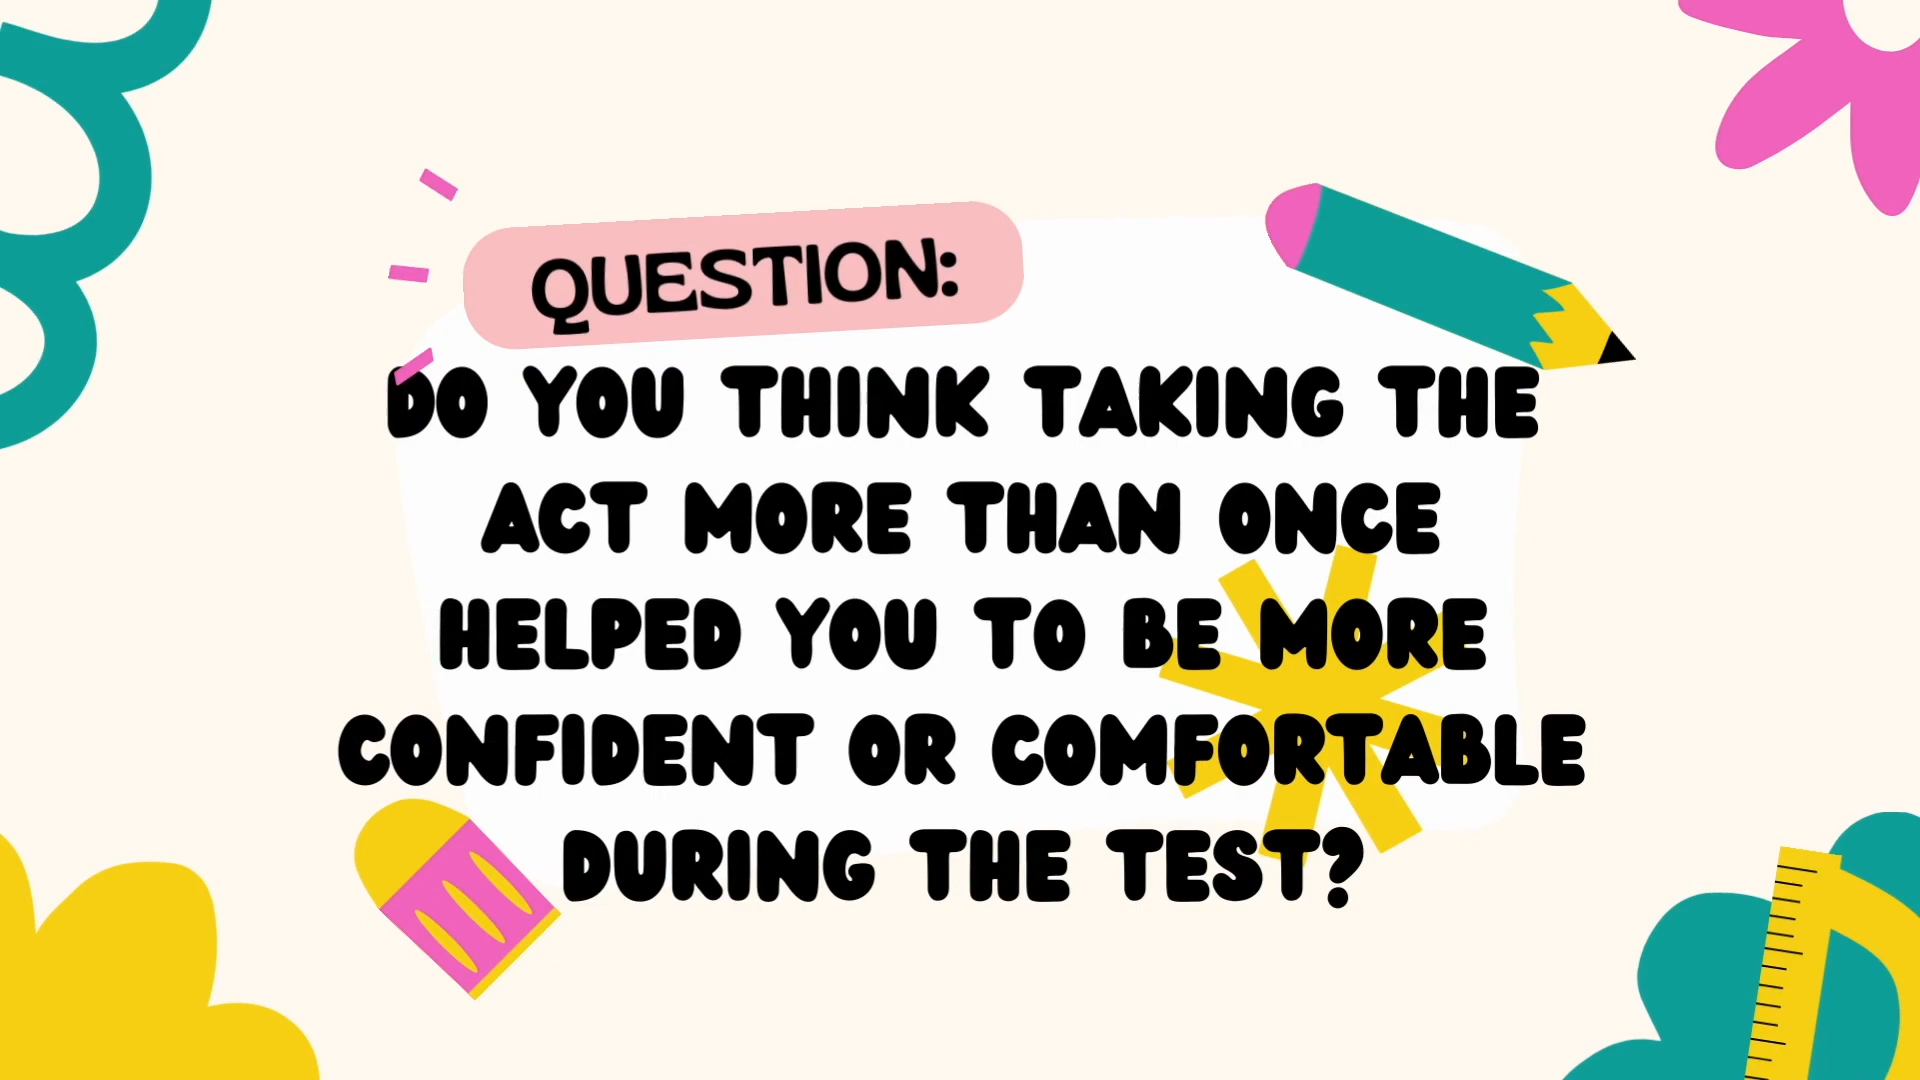 QUESTION:
DO YOU THINK TAKING THE
ACT MORE THAN ONCE
HELPED YOU TO BE MORE
CONFIDENT OR COMFORTABLE
DURING THE TEST?